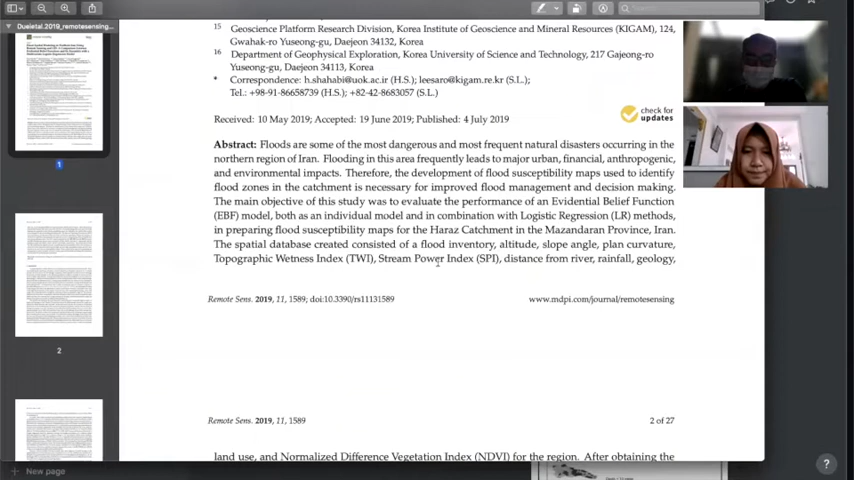 Dueietal.2019_remotesensing...
Search
15 Geoscience Platform Research Division, Korea Institute of Geoscience and Mineral Resources (KIGAM), 124,
Gwahak-ro Yuseong-gu, Daejeon 34132, Korea
16 Department of Geophysical Exploration, Korea University of Science and Technology, 217 Gajeong-ro
Yuseong-gu, Daejeon 34113, Korea
* Correspondence: h.shahabi@uok.ac.ir (H.S.); leesaro@kigam.re.kr (S.L.);
Tel.: +98-91-86658739 (H.S.); +82-42-8683057 (S.L.)
check for
updates
Received: 10 May 2019; Accepted: 19 June 2019; Published: 4 July 2019
Abstract: Floods are some of the most dangerous and most frequent natural disasters occurring in the
northern region of Iran. Flooding in this area frequently leads to major urban, financial, anthropogenic,
and environmental impacts. Therefore, the development of flood susceptibility maps used to identify
flood zones in the catchment is necessary for improved flood management and decision making.
The main objective of this study was to evaluate the performance of an Evidential Belief Function
(EBF) model, both as an individual model and in combination with Logistic Regression (LR) methods,
in preparing flood susceptibility maps for the Haraz Catchment in the Mazandaran Province, Iran.
The spatial database created consisted of a flood inventory, altitude, slope angle, plan curvature,
Topographic Wetness Index (TWI), Stream Power Index (SPI), distance from river, rainfall, geology,
Remote Sens. 2019, 11, 1589; doi:10.3390/rs11131589
www.mdpi.com/journal/remotesensing
Remote Sens. 2019, 11, 1589
2 of 27
land use, and Normalized Difference Vegetation Index (NDVI) for the region. After obtaining the
1
2
New page
?